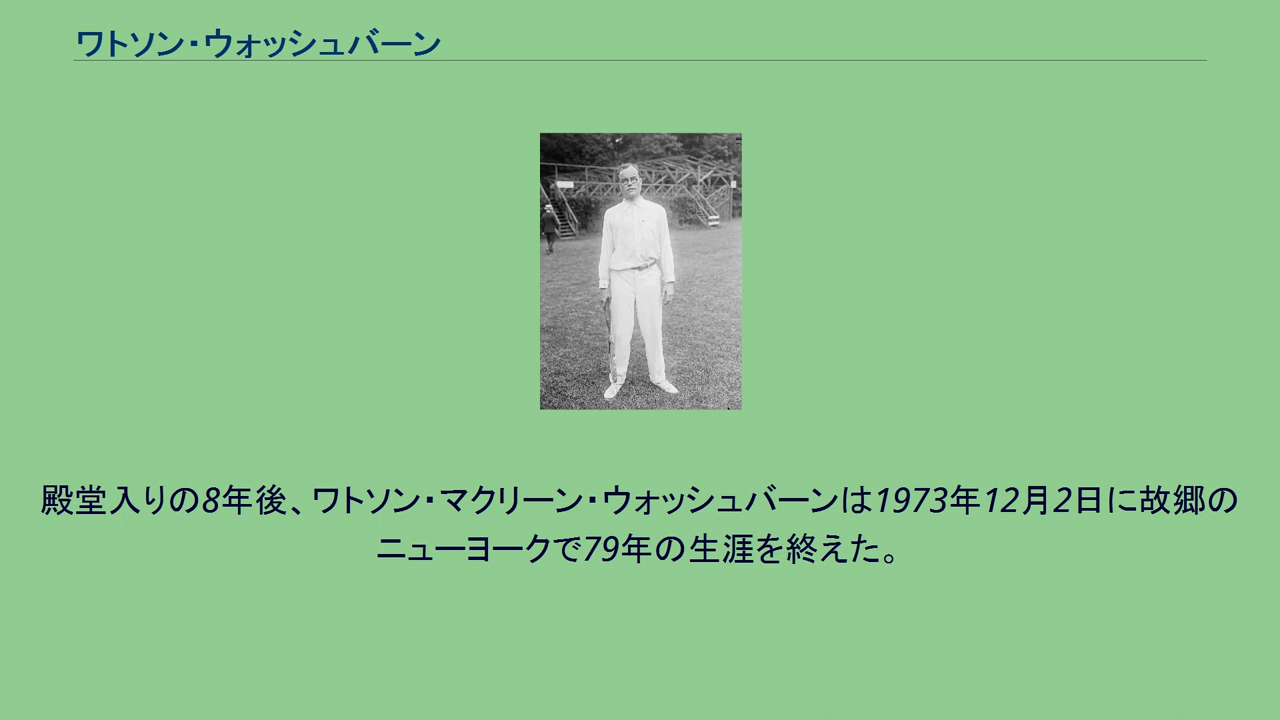 ワトソン・ウォッシュバーン
殿堂入りの8年後、ワトソン・マクリーン・ウォッシュバーンは1973年12月2日に故郷の
ニューヨークで79年の生涯を終えた。